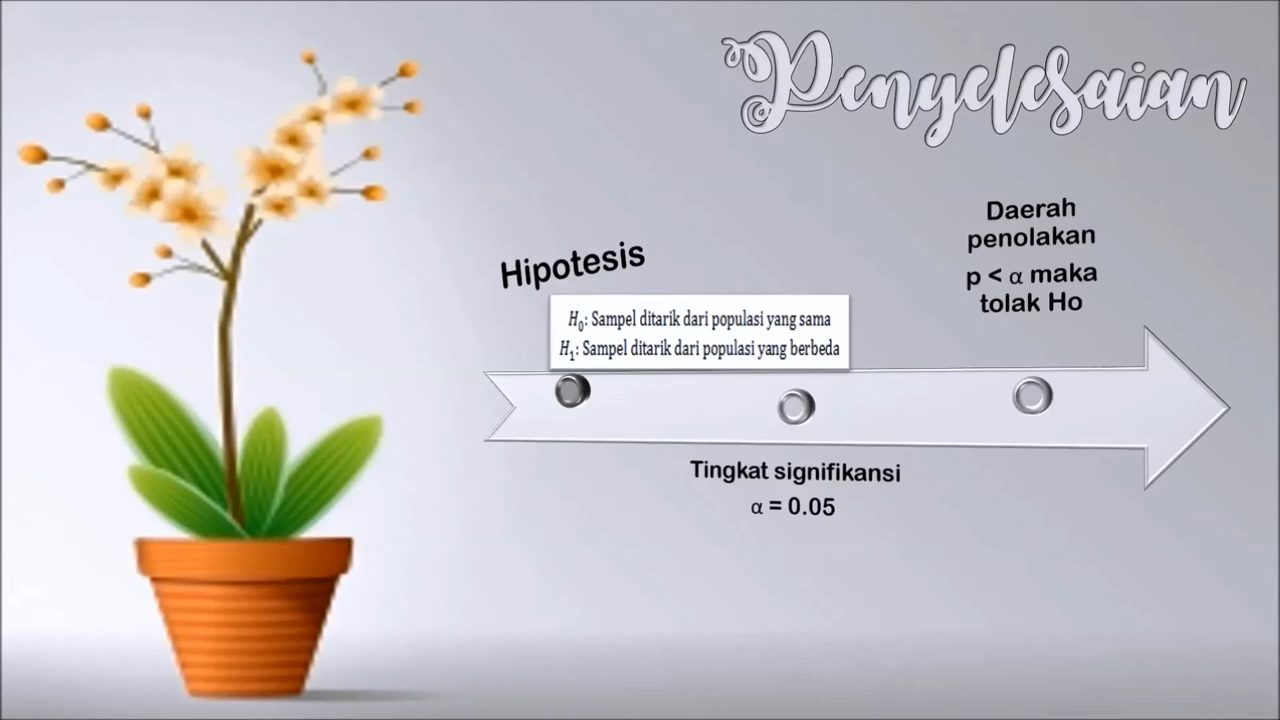 Penyelesaian
Hipotesis
H₀: Sampel ditarik dari populasi yang sama
H₁: Sampel ditarik dari populasi yang berbeda
Tingkat signifikansi
α = 0.05
Daerah
penolakan
p < α maka
tolak Ho